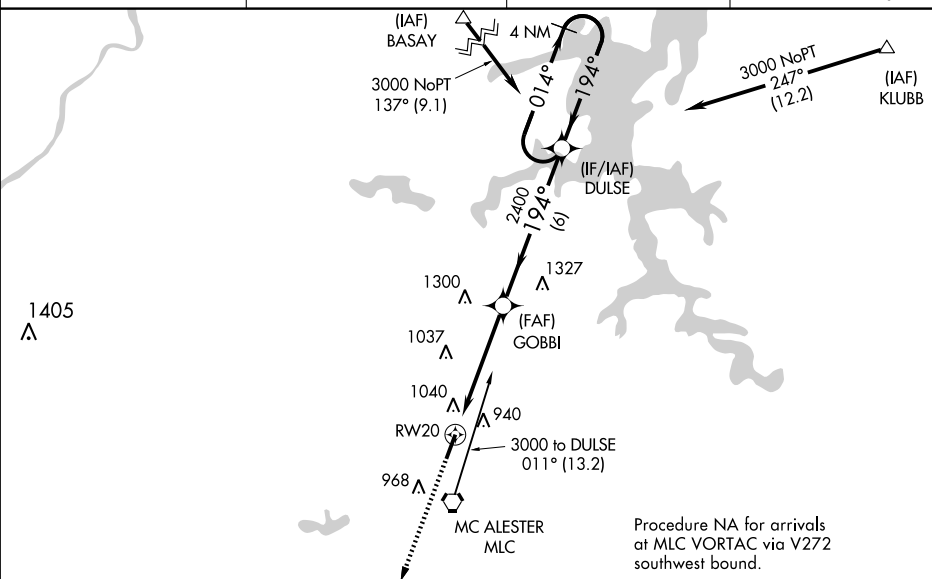 (IAF)
BASAY
4 NM
3000 NoPT
137° (9.1)
014°
194°
3000 NoPT
247°
(12.2)
(IAF)
KLUBB
(IF/IAF)
DULSE
2400
194°
(6)
1300
1327
1405
(FAF)
GOBBI
1037
1040
940
RW20
3000 to DULSE
011° (13.2)
968
MC ALESTER
MLC
Procedure NA for arrivals
at MLC VORTAC via V272
southwest bound.